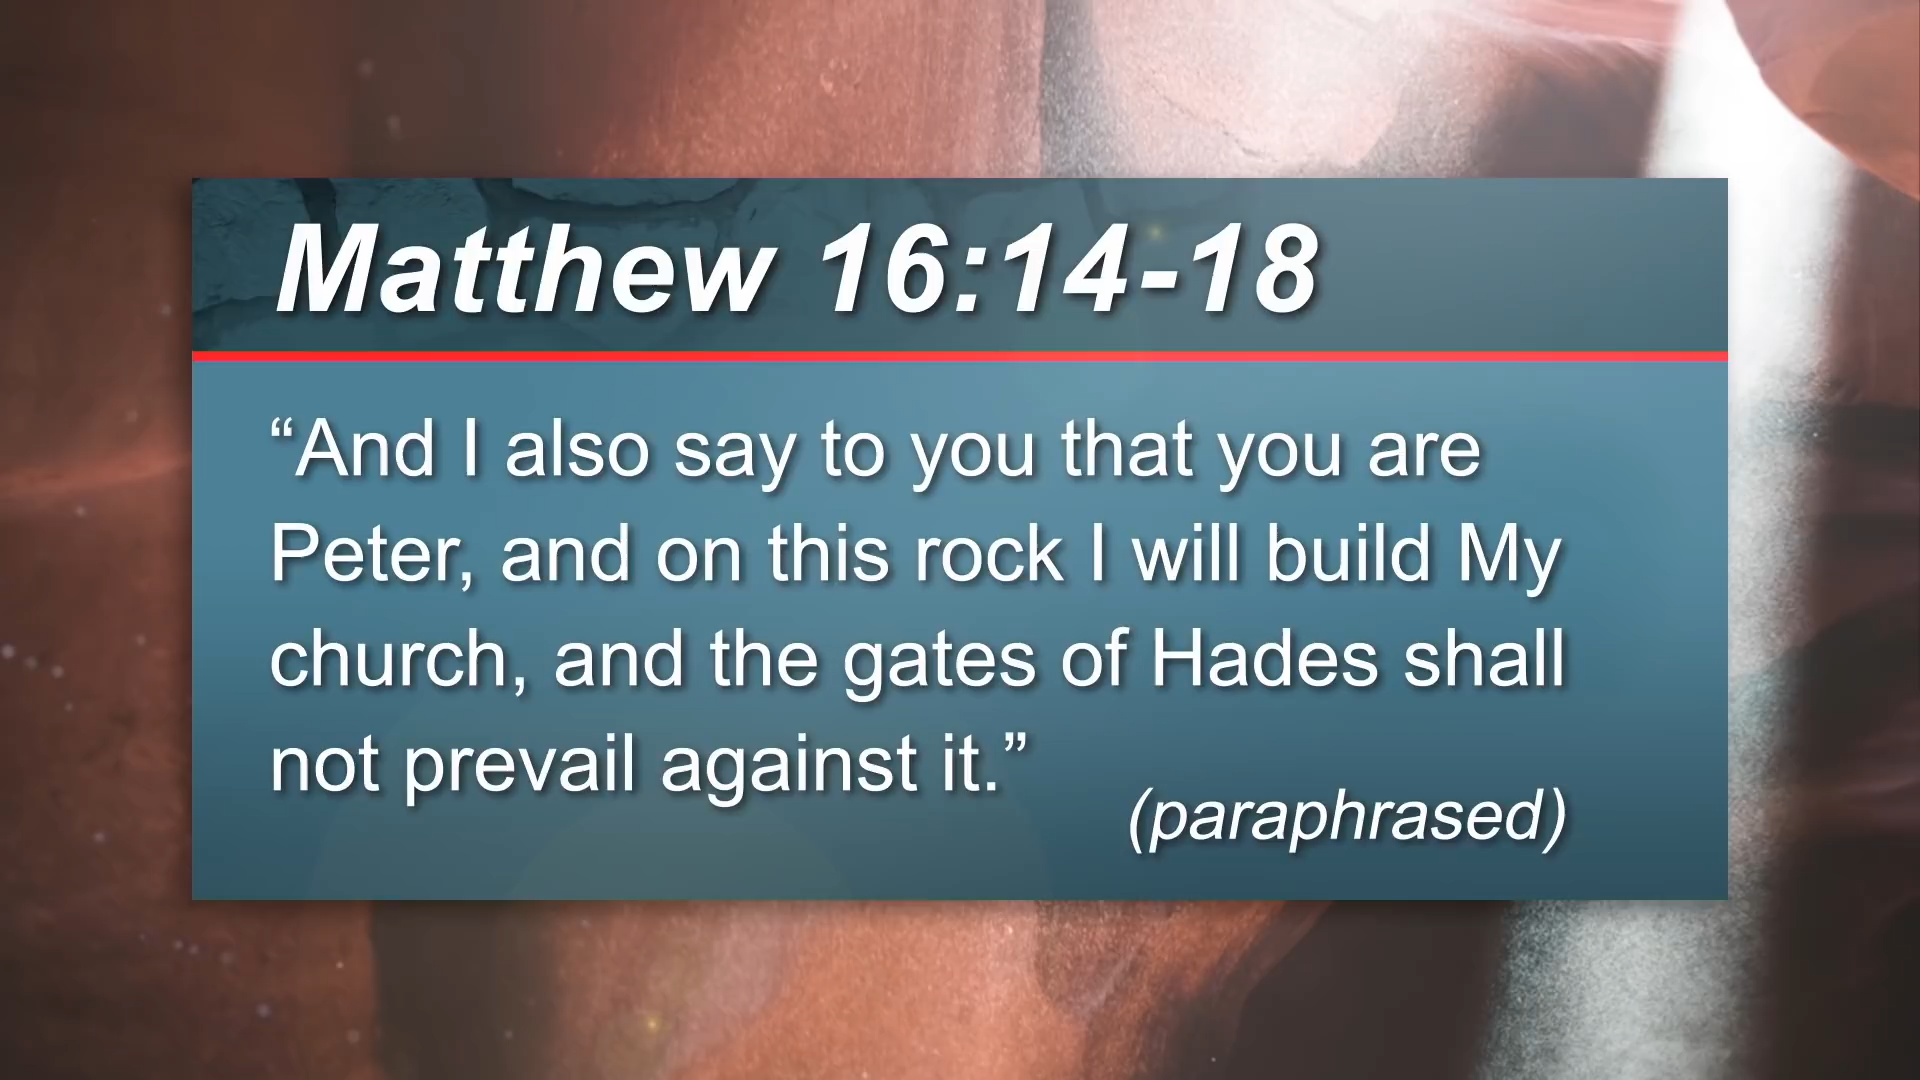 Matthew 16:14-18
“And I also say to you that you are
Peter, and on this rock I will build My
church, and the gates of Hades shall
not prevail against it.”
(paraphrased)